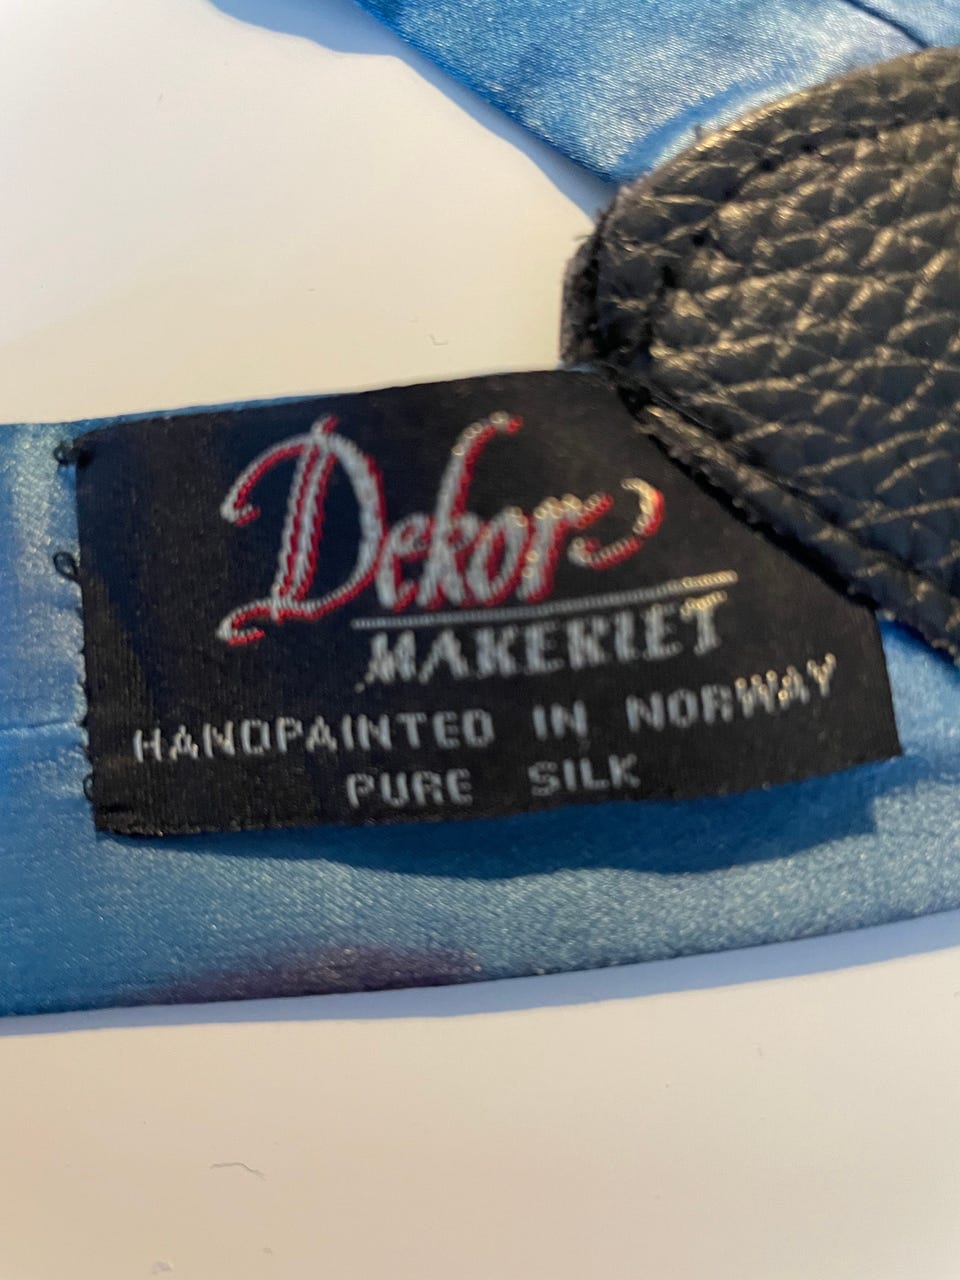 Dekor
MAKERIET
HANDPAINTED IN NORWAY
PURE SILK